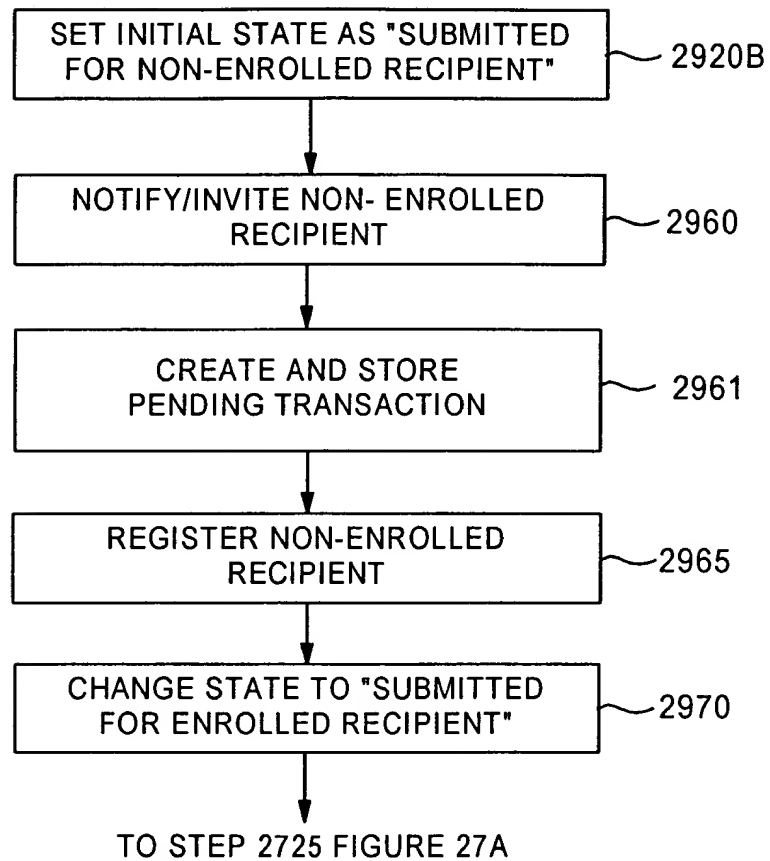 SET INITIAL STATE AS "SUBMITTED
FOR NON-ENROLLED RECIPIENT"
2920B
NOTIFY/INVITE NON- ENROLLED
RECIPIENT
2960
CREATE AND STORE
PENDING TRANSACTION
2961
REGISTER NON-ENROLLED
RECIPIENT
2965
CHANGE STATE TO "SUBMITTED
FOR ENROLLED RECIPIENT"
2970
TO STEP 2725 FIGURE 27A